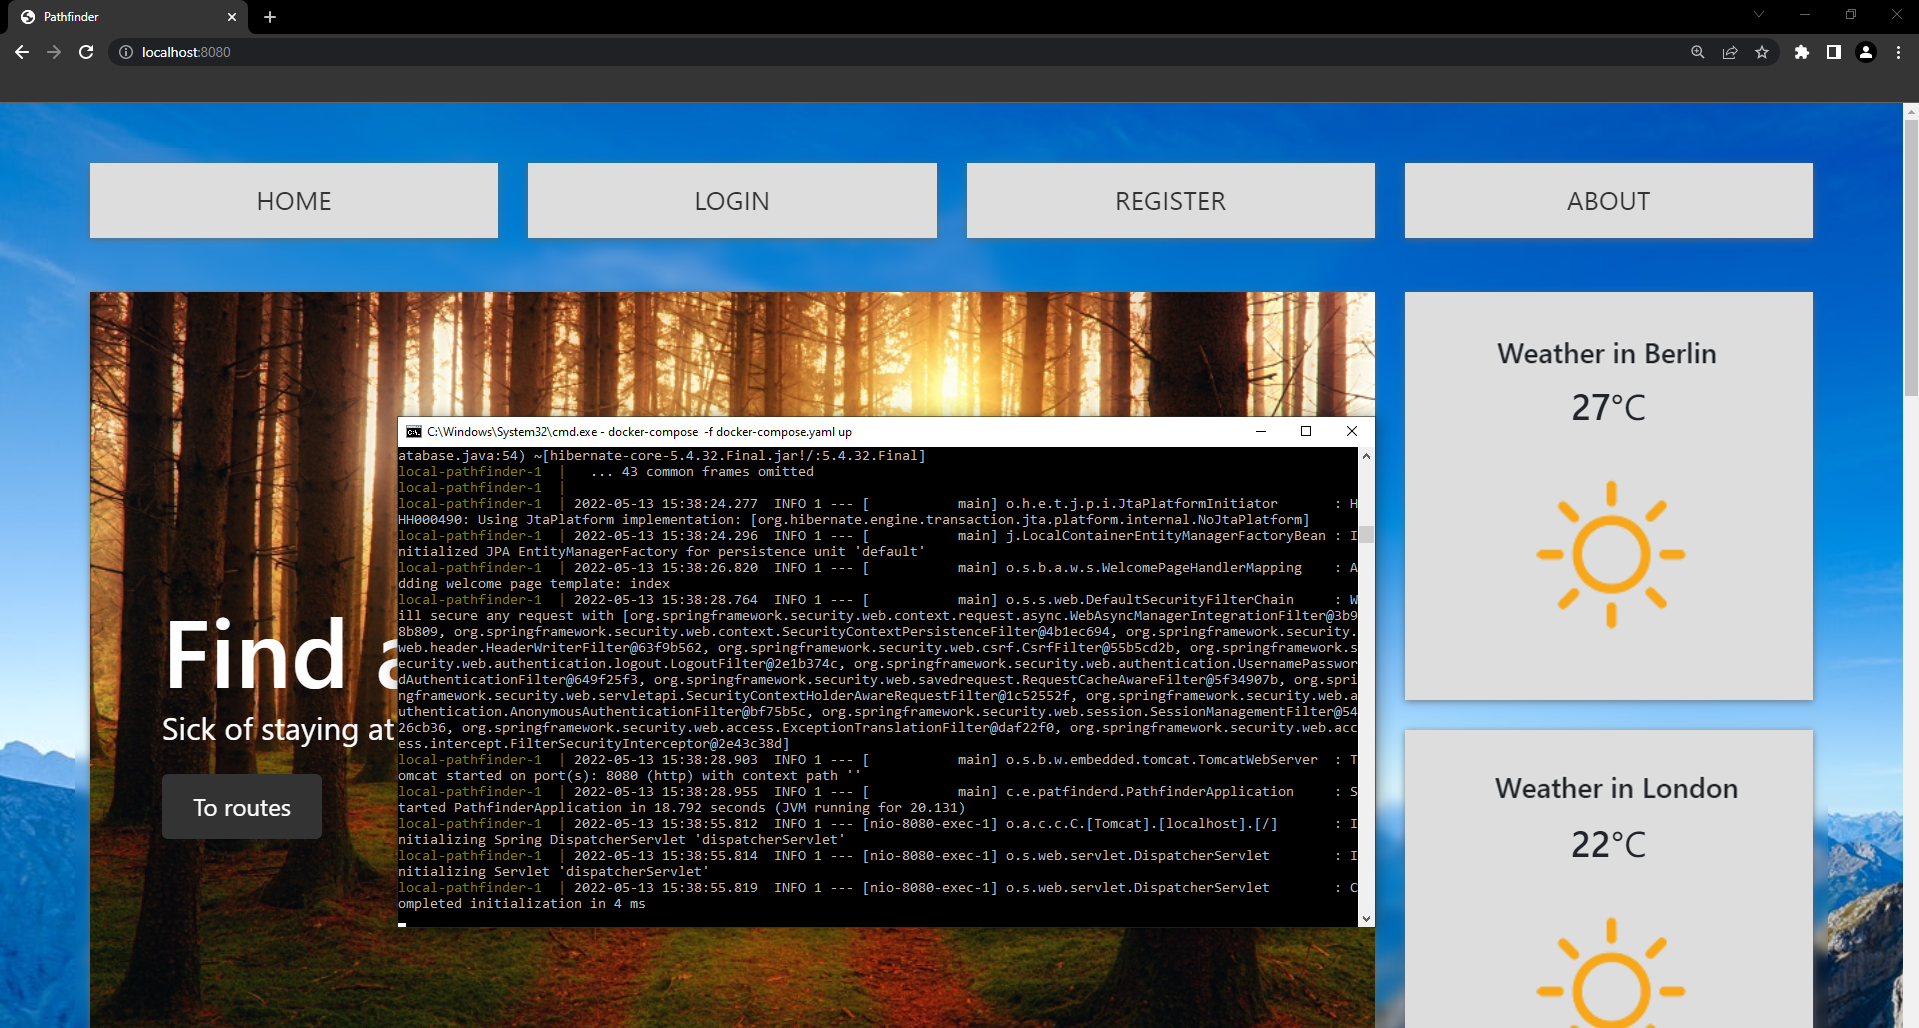 Pathfinder
localhost:8080
HOME
LOGIN
REGISTER
ABOUT
Weather in Berlin
27°C
C:\Windows\System32\cmd.exe - docker-compose -f docker-compose.yaml up
atabase.java:54) ~[hibernate-core-5.4.32.Final.jar!/:5.4.32.Final]
local-pathfinder-1 | ... 43 common frames omitted
local-pathfinder-1 |
local-pathfinder-1 | 2022-05-13 15:38:24.277 INFO 1 --- [ main] o.h.e.t.j.p.i.JtaPlatformInitiator : H
HH000490: Using JtaPlatform implementation: [org.hibernate.engine.transaction.jta.platform.internal.NoJtaPlatform]
local-pathfinder-1 | 2022-05-13 15:38:24.296 INFO 1 --- [ main] j.LocalContainerEntityManagerFactoryBean : I
nitialized JPA EntityManagerFactory for persistence unit 'default'
local-pathfinder-1 | 2022-05-13 15:38:26.820 INFO 1 --- [ main] o.s.b.a.w.s.WelcomePageHandlerMapping : A
dding welcome page template: index
local-pathfinder-1 | 2022-05-13 15:38:28.764 INFO 1 --- [ main] o.s.s.web.DefaultSecurityFilterChain : W
ill secure any request with [org.springframework.security.web.context.request.async.WebAsyncManagerIntegrationFilter@3b9
8b809, org.springframework.security.web.context.SecurityContextPersistenceFilter@4b1ec694, org.springframework.security.
web.header.HeaderWriterFilter@63f9b562, org.springframework.security.web.csrf.CsrfFilter@55b5cd2b, org.springframework.s
ecurity.web.authentication.logout.LogoutFilter@2e1b374c, org.springframework.security.web.authentication.UsernamePasswor
dAuthenticationFilter@649f25f3, org.springframework.security.web.savedrequest.RequestCacheAwareFilter@5f34907b, org.spri
ngframework.security.web.servletapi.SecurityContextHolderAwareRequestFilter@1c52552f, org.springframework.security.web.a
uthentication.AnonymousAuthenticationFilter@bf75b5c, org.springframework.security.web.session.SessionManagementFilter@54
26cb36, org.springframework.security.web.access.ExceptionTranslationFilter@daf22f0, org.springframework.security.web.acc
ess.intercept.FilterSecurityInterceptor@2e43c38d]
local-pathfinder-1 | 2022-05-13 15:38:28.903 INFO 1 --- [ main] o.s.b.w.embedded.tomcat.TomcatWebServer : T
omcat started on port(s): 8080 (http) with context path ''
local-pathfinder-1 | 2022-05-13 15:38:28.955 INFO 1 --- [ main] c.e.patfinderd.PathfinderApplication : S
tarted PathfinderApplication in 18.792 seconds (JVM running for 20.131)
local-pathfinder-1 | 2022-05-13 15:38:55.812 INFO 1 --- [nio-8080-exec-1] o.a.c.c.C.[Tomcat].[localhost].[/] : I
nitializing Spring DispatcherServlet 'dispatcherServlet'
local-pathfinder-1 | 2022-05-13 15:38:55.814 INFO 1 --- [nio-8080-exec-1] o.s.web.servlet.DispatcherServlet : I
nitializing Servlet 'dispatcherServlet'
local-pathfinder-1 | 2022-05-13 15:38:55.819 INFO 1 --- [nio-8080-exec-1] o.s.web.servlet.DispatcherServlet : C
ompleted initialization in 4 ms
Find a
Sick of staying at
To routes
Weather in London
22°C